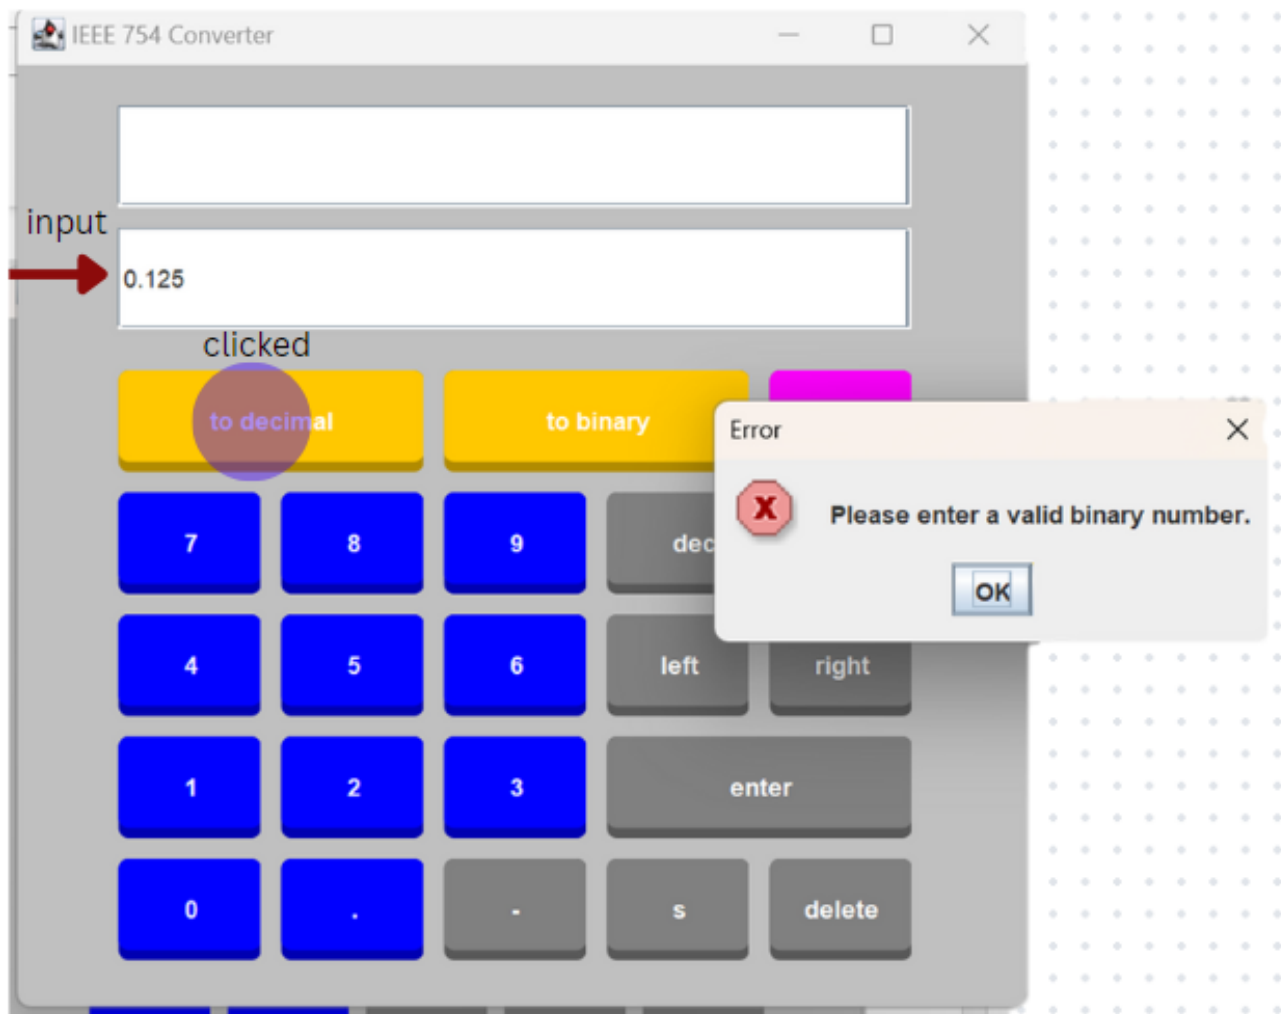 IEEE 754 Converter
input
0.125
clicked
to decimal
to binary
Error
Please enter a valid binary number.
OK
7
8
9
dec
4
5
6
left
right
1
2
3
enter
0
.
-
s
delete